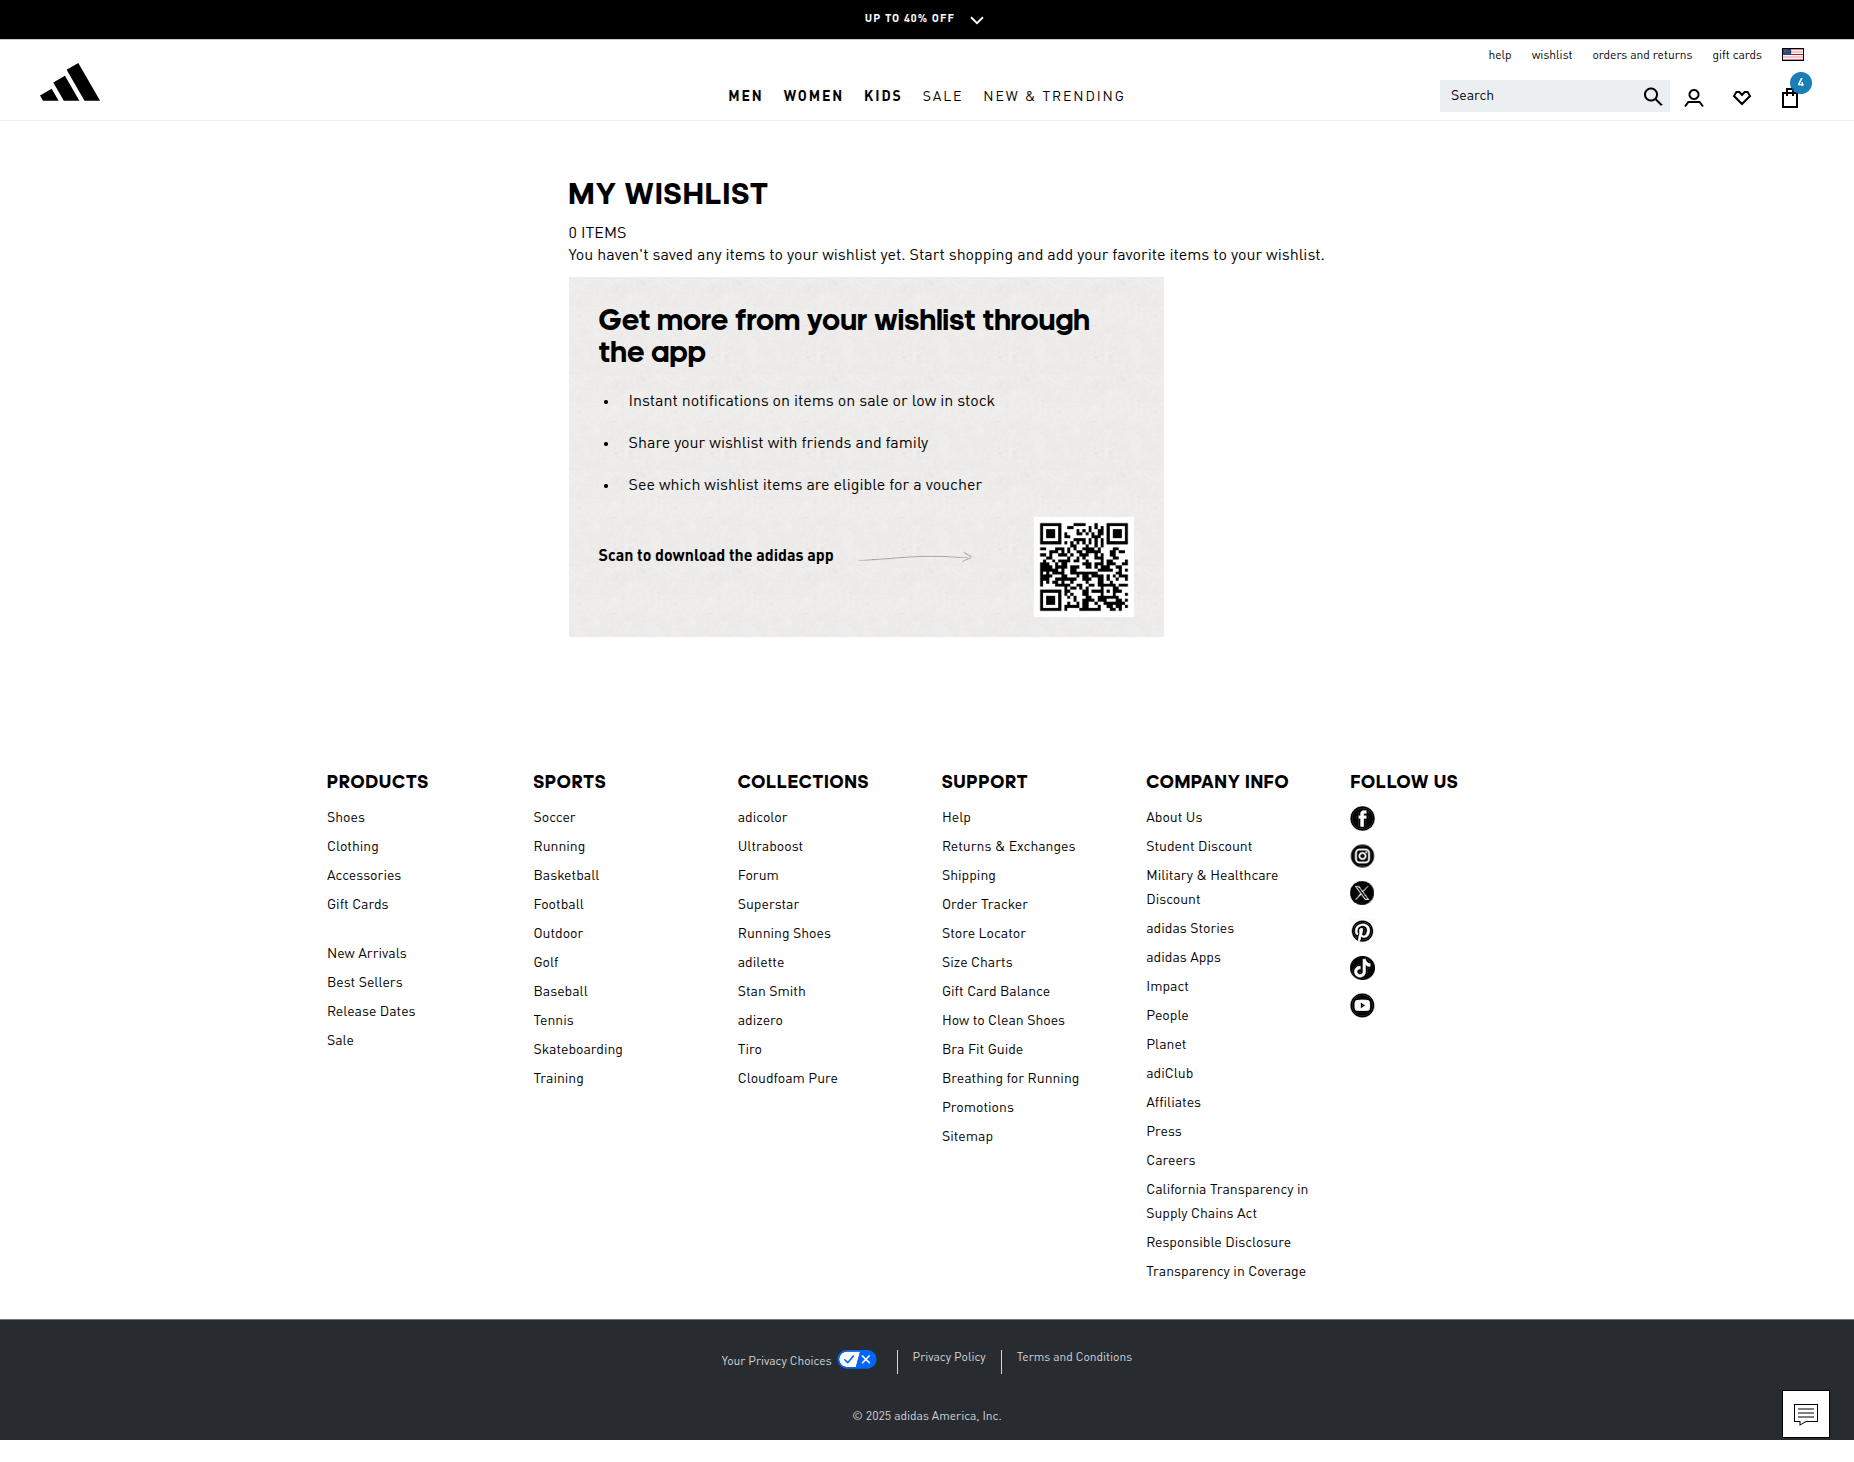 UP TO 40% OFF
help wishlist orders and returns gift cards
MEN WOMEN KIDS SALE NEW & TRENDING
Search
4
MY WISHLIST
0 ITEMS
You haven't saved any items to your wishlist yet. Start shopping and add your favorite items to your wishlist.
Get more from your wishlist through
the app
• Instant notifications on items on sale or low in stock
• Share your wishlist with friends and family
• See which wishlist items are eligible for a voucher
Scan to download the adidas app
PRODUCTS
Shoes
Clothing
Accessories
Gift Cards
New Arrivals
Best Sellers
Release Dates
Sale
SPORTS
Soccer
Running
Basketball
Football
Outdoor
Golf
Baseball
Tennis
Skateboarding
Training
COLLECTIONS
adicolor
Ultraboost
Forum
Superstar
Running Shoes
adilette
Stan Smith
adizero
Tiro
Cloudfoam Pure
SUPPORT
Help
Returns & Exchanges
Shipping
Order Tracker
Store Locator
Size Charts
Gift Card Balance
How to Clean Shoes
Bra Fit Guide
Breathing for Running
Promotions
Sitemap
COMPANY INFO
About Us
Student Discount
Military & Healthcare
Discount
adidas Stories
adidas Apps
Impact
People
Planet
adiClub
Affiliates
Press
Careers
California Transparency in
Supply Chains Act
Responsible Disclosure
Transparency in Coverage
FOLLOW US
Your Privacy Choices
Privacy Policy
Terms and Conditions
© 2025 adidas America, Inc.